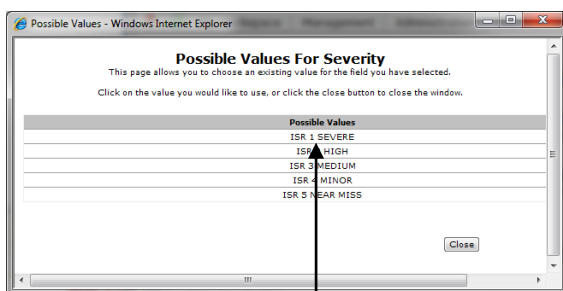 Possible Values - Windows Internet Explorer
Possible Values For Severity
This page allows you to choose an existing value for the field you have selected.
Click on the value you would like to use, or click the close button to close the window.
Possible Values
ISR 1 SEVERE
ISR HIGH
ISR 3 MEDIUM
ISR 4 MINOR
ISR 5 NEAR MISS
Close